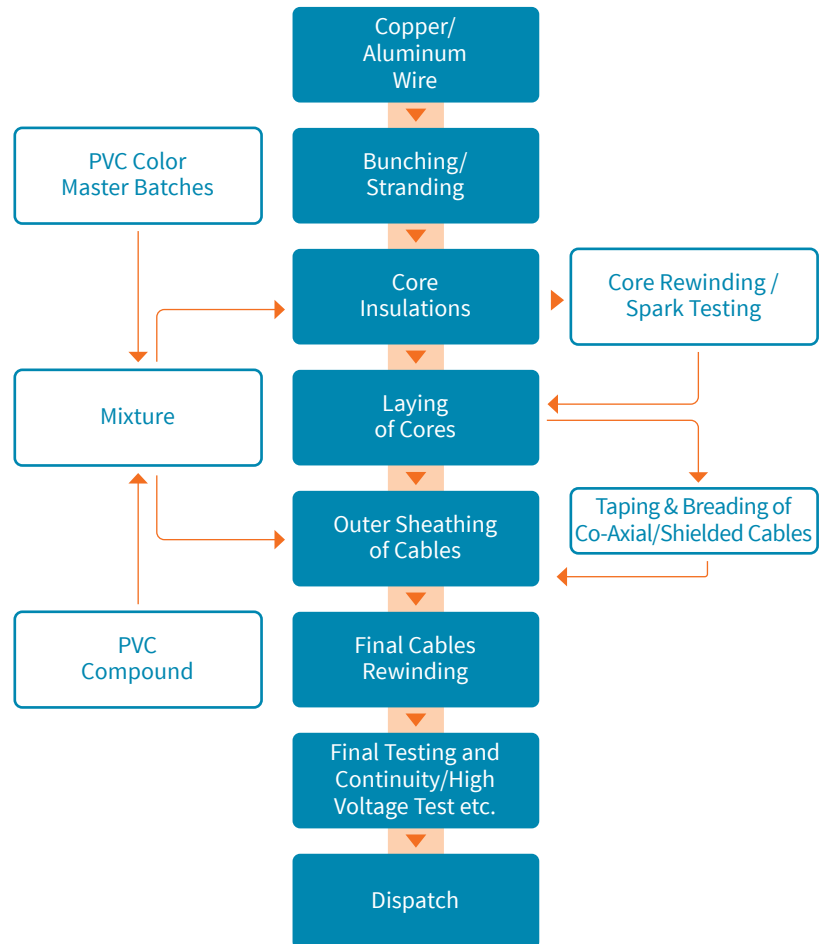 Copper/
Aluminum
Wire
PVC Color
Master Batches
Bunching/
Stranding
Core
Insulations
Core Rewinding /
Spark Testing
Mixture
Laying
of Cores
Outer Sheathing
of Cables
Taping & Breading of
Co-Axial/Shielded Cables
PVC
Compound
Final Cables
Rewinding
Final Testing and
Continuity/High
Voltage Test etc.
Dispatch